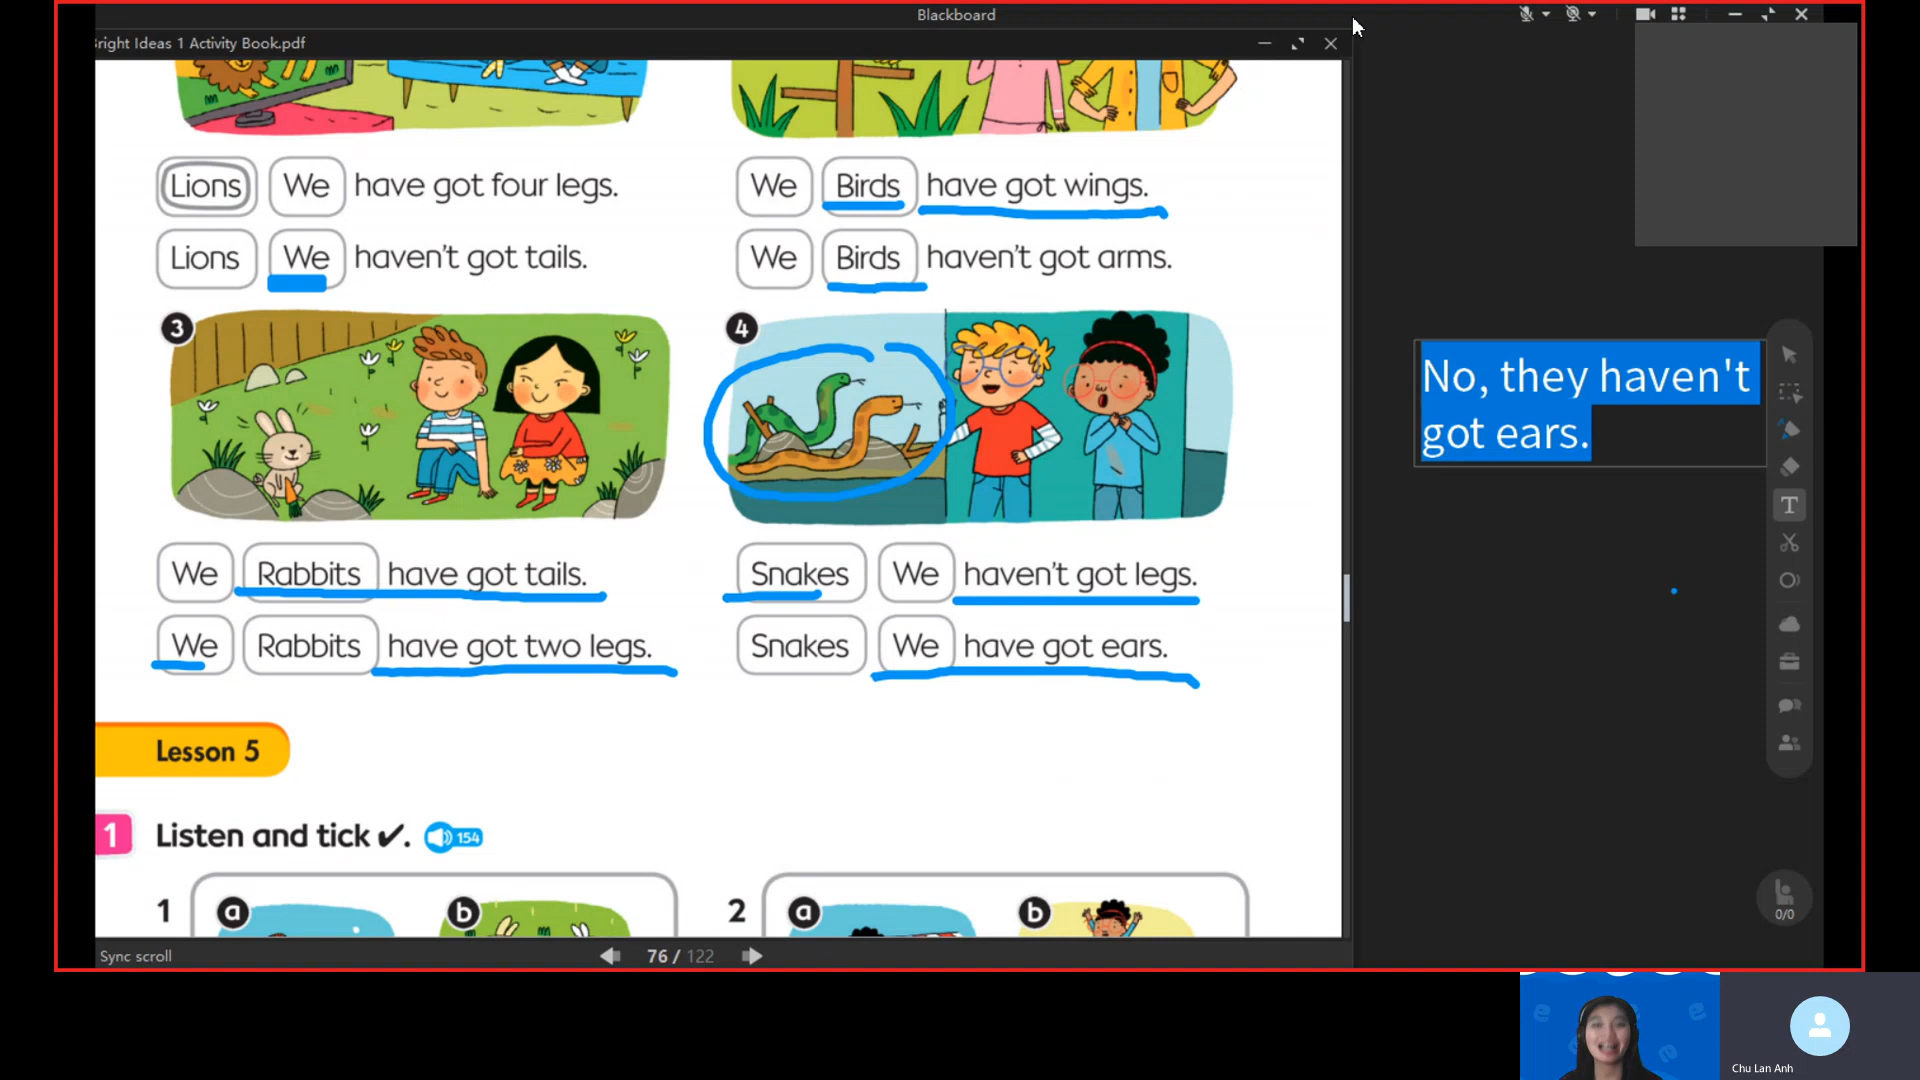 Blackboard
Bright Ideas 1 Activity Book.pdf
Lions We have got four legs.
Lions We haven't got tails.
We Birds have got wings.
We Birds haven't got arms.
3
4
We Rabbits have got tails.
We Rabbits have got two legs.
Snakes We haven't got legs.
Snakes We have got ears.
No, they haven't
got ears.
T
Lesson 5
1 Listen and tick ✔. 154
1 a b
2 a b
Sync scroll
76 / 122
0/0
Chu Lan Anh